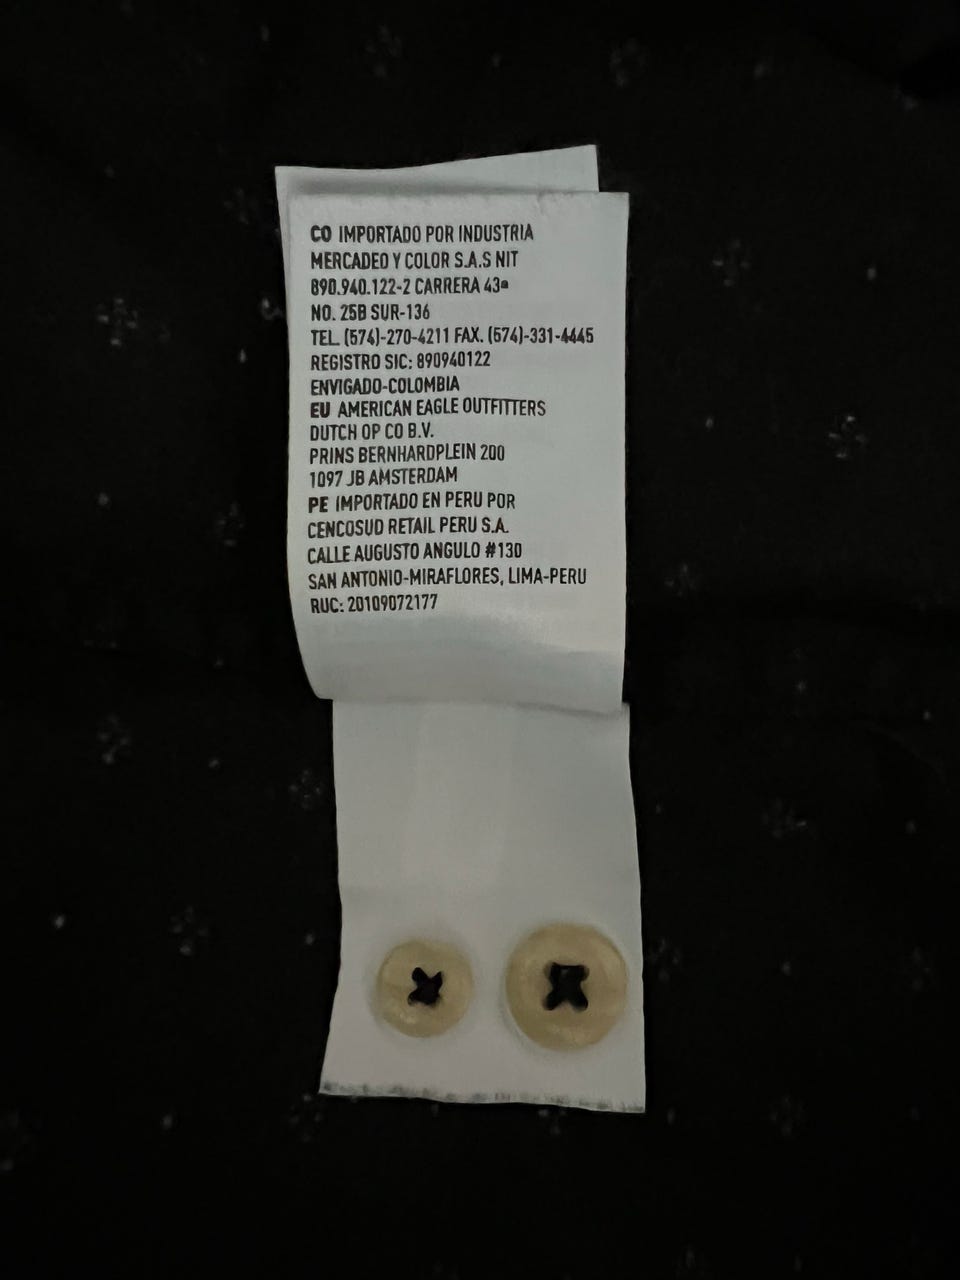 CO IMPORTADO POR INDUSTRIA
MERCADEO Y COLOR S.A.S NIT
890.940.122-2 CARRERA 43ª
NO. 25B SUR-136
TEL. (574)-270-4211 FAX. (574)-331-4445
REGISTRO SIC: 890940122
ENVIGADO-COLOMBIA
EU AMERICAN EAGLE OUTFITTERS
DUTCH OP CO B.V.
PRINS BERNHARDPLEIN 200
1097 JB AMSTERDAM
PE IMPORTADO EN PERU POR
CENCOSUD RETAIL PERU S.A.
CALLE AUGUSTO ANGULO #130
SAN ANTONIO-MIRAFLORES, LIMA-PERU
RUC: 20109072177